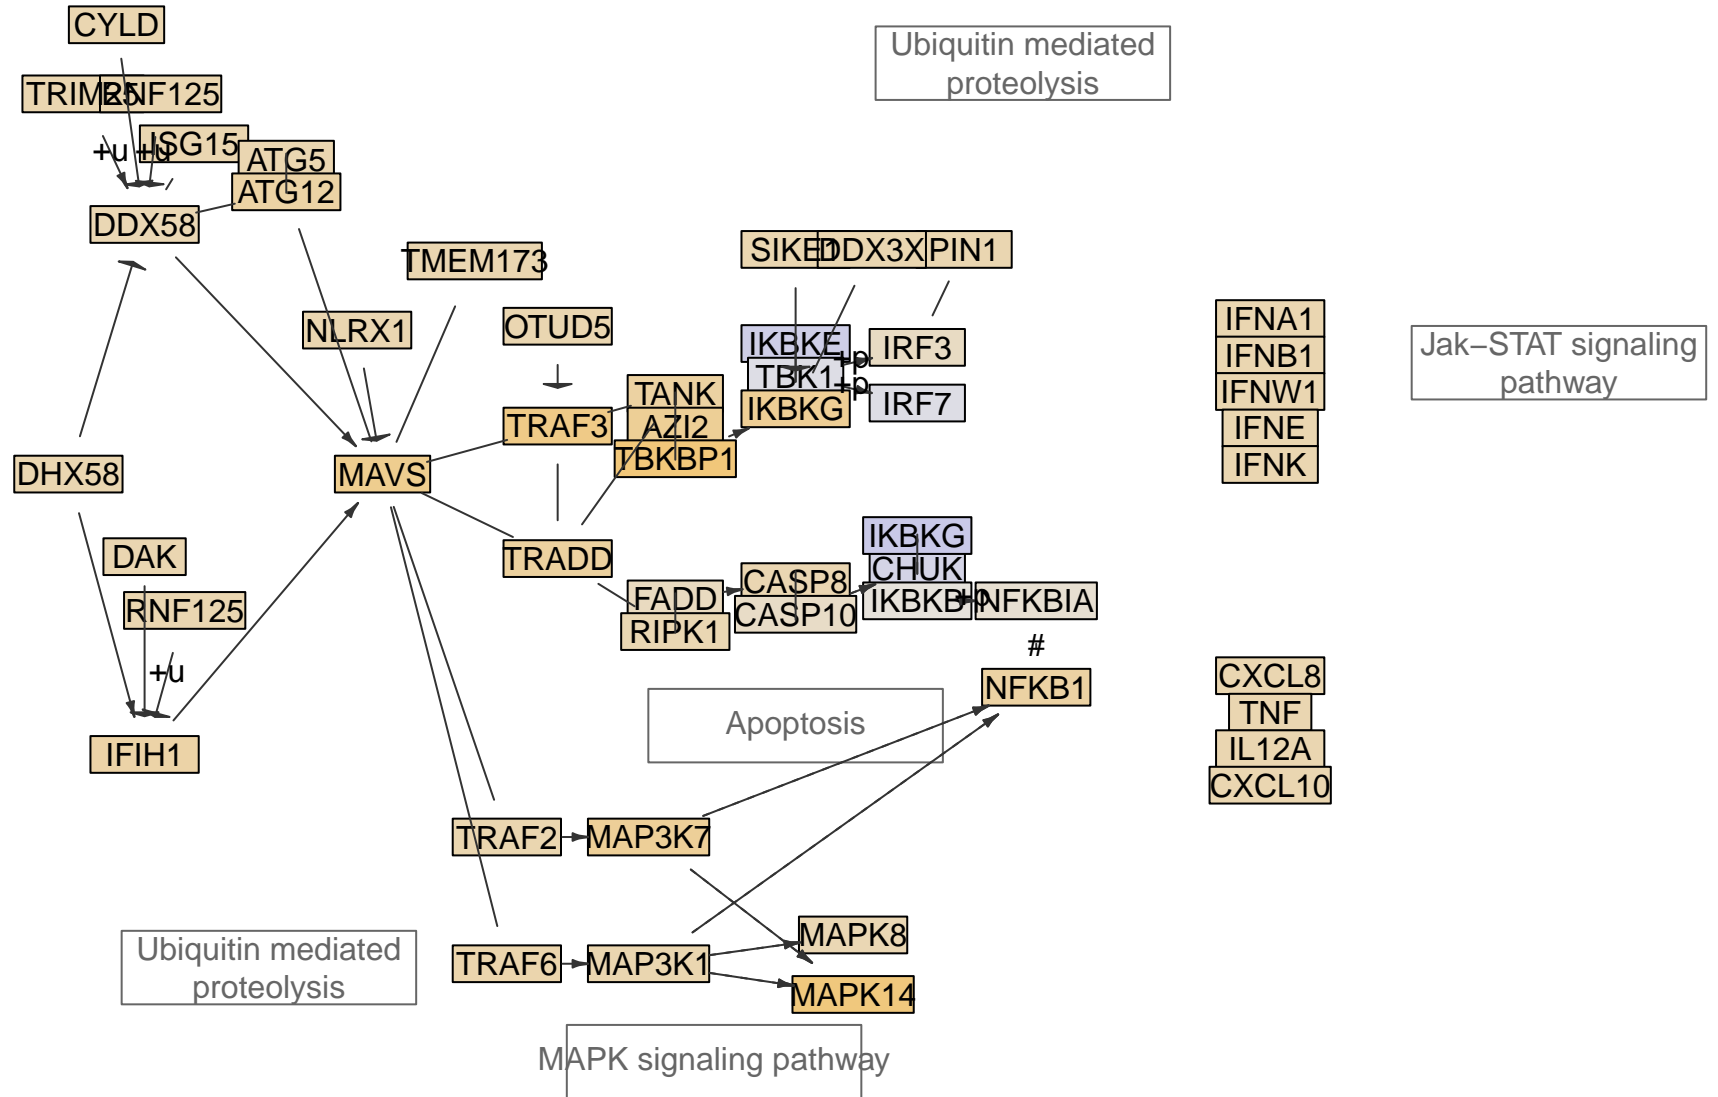 CYLD
Ubiquitin mediated
proteolysis
TRIM25
RNF125
ISG15
+u
+u
ATG5
ATG12
DDX58
TMEM173
SIKE1
DDX3X
PIN1
NLRX1
OTUD5
IKBKE
IRF3
+p
TBK1
+p
IRF7
IKBKG
TANK
AZI2
TBKBP1
TRAF3
IFNA1
IFNB1
IFNW1
IFNE
IFNK
Jak−STAT signaling
pathway
DHX58
MAVS
DAK
RNF125
+u
IFIH1
TRADD
FADD
RIPK1
CASP8
CASP10
IKBKG
CHUK
IKBKB
+p
NFKBIA
#
NFKB1
Apoptosis
CXCL8
TNF
IL12A
CXCL10
TRAF2
MAP3K7
Ubiquitin mediated
proteolysis
TRAF6
MAP3K1
MAPK8
MAPK14
MAPK signaling pathway